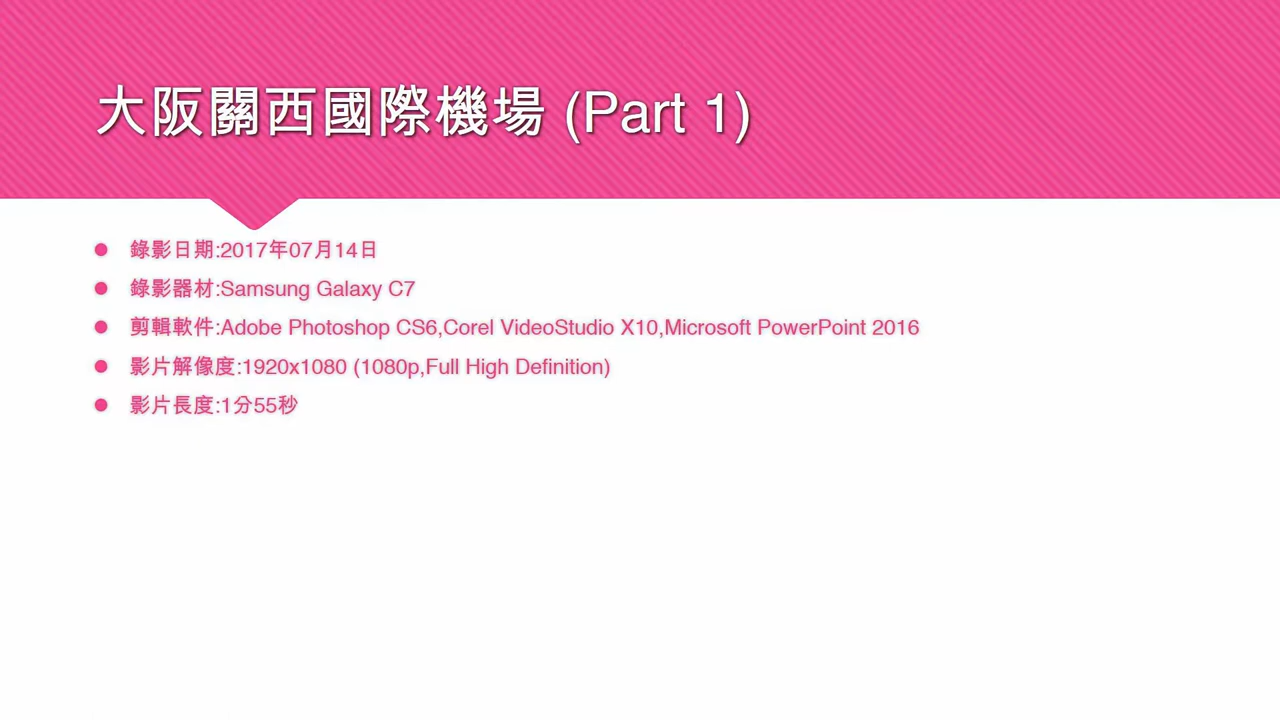 大阪關西國際機場 (Part 1)
錄影日期:2017年07月14日
錄影器材:Samsung Galaxy C7
剪輯軟件:Adobe Photoshop CS6,Corel VideoStudio X10,Microsoft PowerPoint 2016
影片解像度:1920x1080 (1080p,Full High Definition)
影片長度:1分55秒